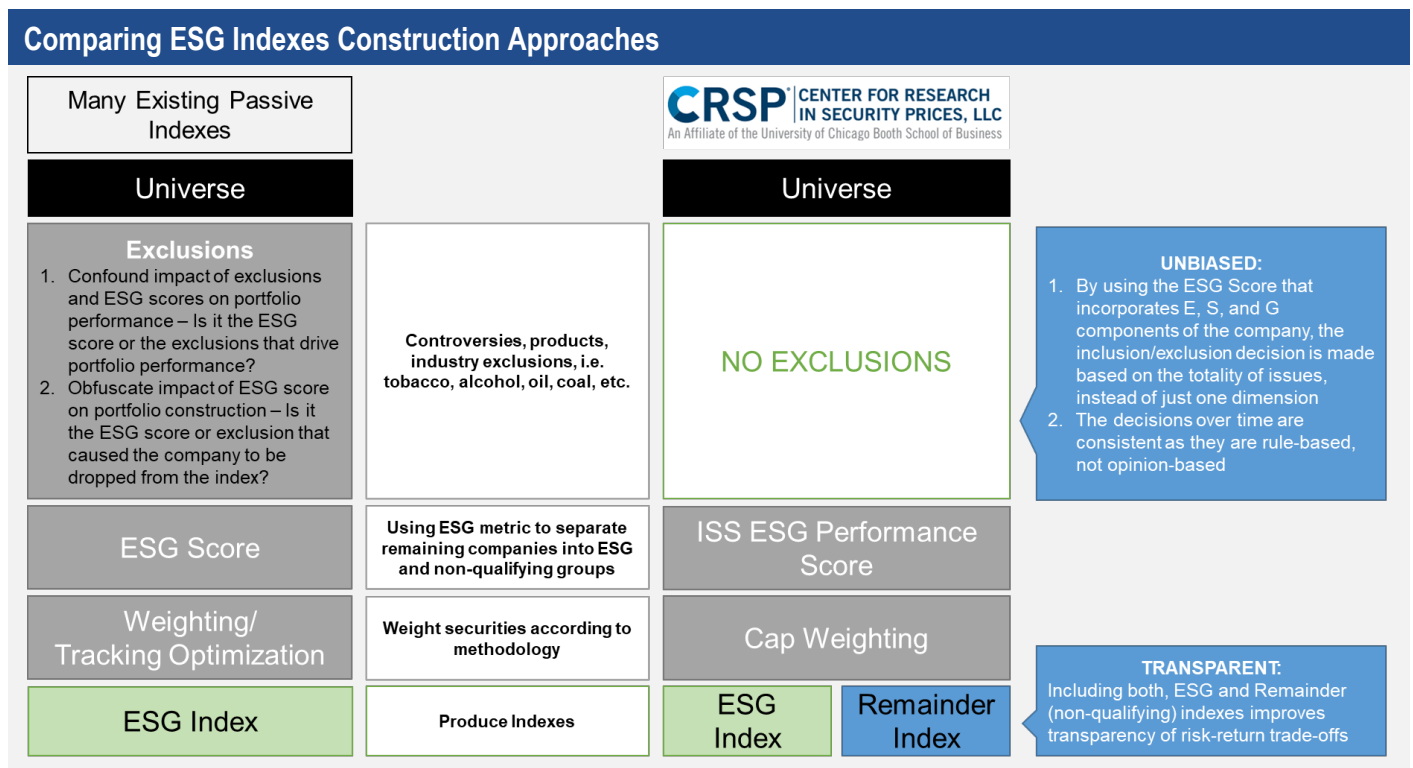 Comparing ESG Indexes Construction Approaches
Many Existing Passive
Indexes
CRSP® CENTER FOR RESEARCH
IN SECURITY PRICES, LLC
An Affiliate of the University of Chicago Booth School of Business
Universe
Universe
Exclusions
1. Confound impact of exclusions
and ESG scores on portfolio
performance – Is it the ESG
score or the exclusions that drive
portfolio performance?
2. Obfuscate impact of ESG score
on portfolio construction – Is it
the ESG score or exclusion that
caused the company to be
dropped from the index?
Controversies, products,
industry exclusions, i.e.
tobacco, alcohol, oil, coal, etc.
NO EXCLUSIONS
UNBIASED:
1. By using the ESG Score that
incorporates E, S, and G
components of the company, the
inclusion/exclusion decision is made
based on the totality of issues,
instead of just one dimension
2. The decisions over time are
consistent as they are rule-based,
not opinion-based
ESG Score
Using ESG metric to separate
remaining companies into ESG
and non-qualifying groups
ISS ESG Performance
Score
Weighting/
Tracking Optimization
Weight securities according to
methodology
Cap Weighting
ESG Index
Produce Indexes
ESG
Index
Remainder
Index
TRANSPARENT:
Including both, ESG and Remainder
(non-qualifying) indexes improves
transparency of risk-return trade-offs